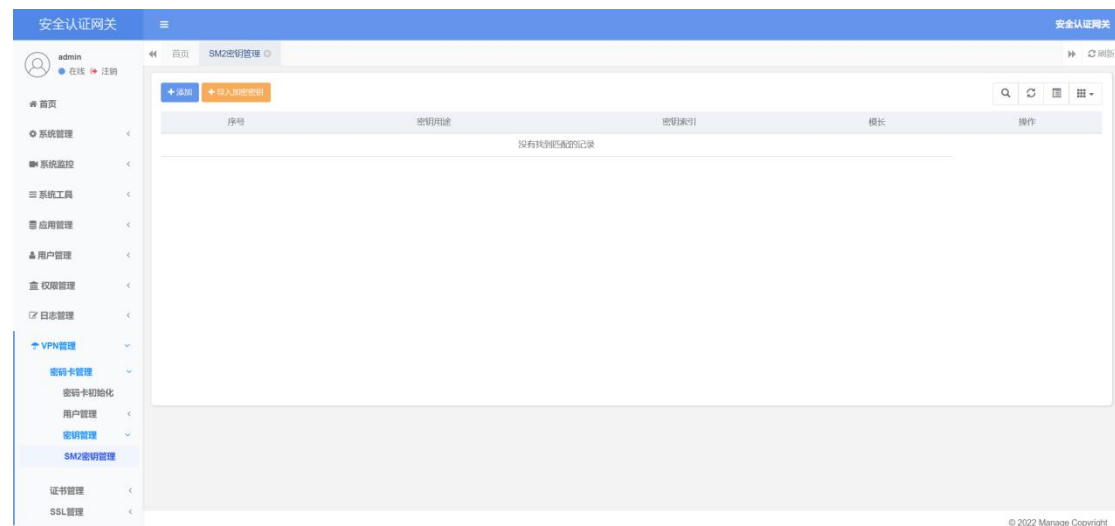 安全认证网关
安全认证网关
admin
在线 注销
首页 SM2密钥管理 刷新
+添加 +导入加密密钥
序号 密钥用途 密钥索引 模长 操作
没有找到匹配的记录
首页
系统管理
系统监控
系统工具
应用管理
用户管理
权限管理
日志管理
VPN管理
密码卡管理
密码卡初始化
用户管理
密钥管理
SM2密钥管理
证书管理
SSL管理
© 2022 Manage Copyright